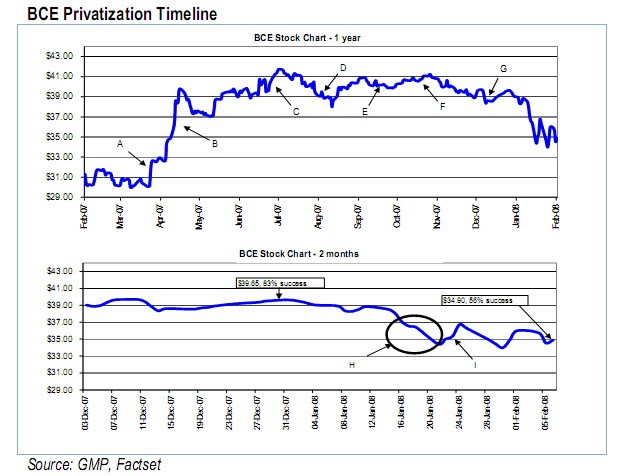 BCE Privatization Timeline
BCE Stock Chart - 1 year
$43.00
$41.00
$39.00
$37.00
$35.00
$33.00
$31.00
$29.00
A
B
C
D
E
F
G
Feb-07
Mar-07
Apr-07
May-07
Jun-07
Jul-07
Aug-07
Sep-07
Oct-07
Nov-07
Dec-07
Jan-08
Feb-08
BCE Stock Chart - 2 months
$43.00
$41.00
$39.00
$37.00
$35.00
$33.00
$31.00
$29.00
$39.65, 83% success
$34.90, 56% success
H
I
03-Dec-07
07-Dec-07
11-Dec-07
15-Dec-07
19-Dec-07
23-Dec-07
27-Dec-07
31-Dec-07
04-Jan-08
08-Jan-08
12-Jan-08
16-Jan-08
20-Jan-08
24-Jan-08
28-Jan-08
01-Feb-08
05-Feb-08
Source: GMP, Factset